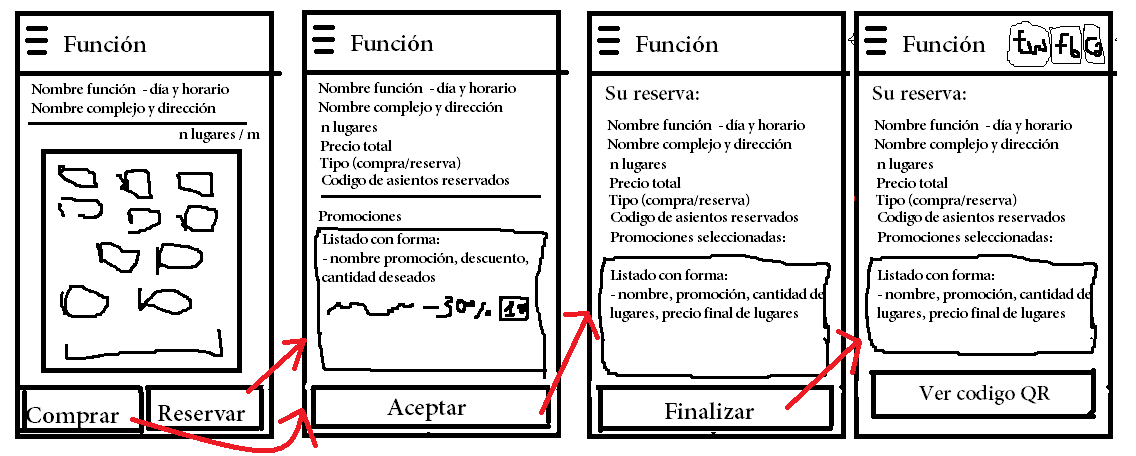 Función
Nombre función - día y horario
Nombre complejo y dirección
n lugares / m
Comprar
Reservar
Función
Nombre función - día y horario
Nombre complejo y dirección
n lugares
Precio total
Tipo (compra/reserva)
Codigo de asientos reservados
Promociones
Listado con forma:
- nombre promoción, descuento,
cantidad deseados
-30%
Aceptar
Función
Su reserva:
Nombre función - día y horario
Nombre complejo y dirección
n lugares
Precio total
Tipo (compra/reserva)
Codigo de asientos reservados
Promociones seleccionadas:
Listado con forma:
- nombre, promoción, cantidad de
lugares, precio final de lugares
Finalizar
Función
tw fb
Su reserva:
Nombre función - día y horario
Nombre complejo y dirección
n lugares
Precio total
Tipo (compra/reserva)
Codigo de asientos reservados
Promociones seleccionadas:
Listado con forma:
- nombre, promoción, cantidad de
lugares, precio final de lugares
Ver codigo QR